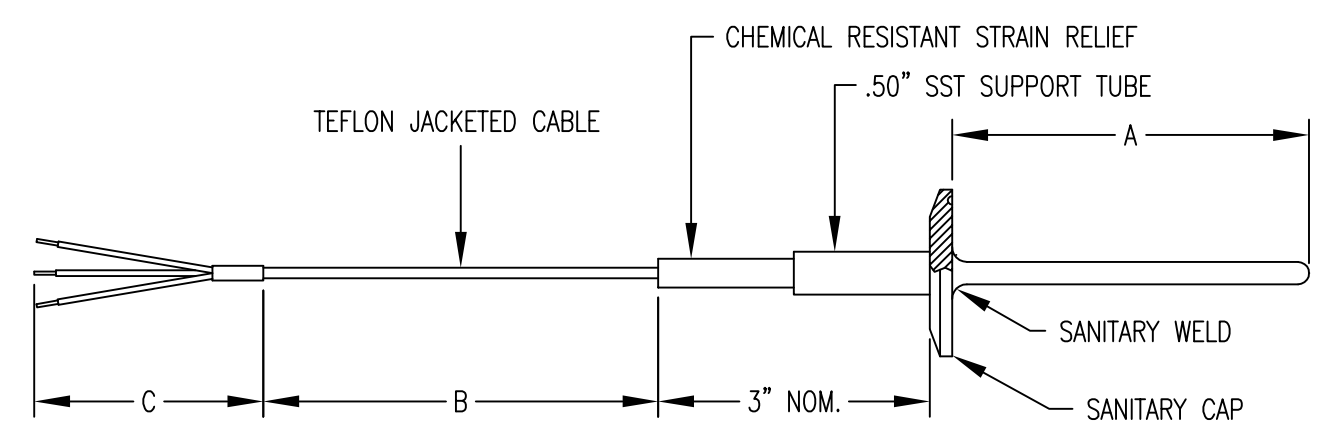 CHEMICAL RESISTANT STRAIN RELIEF
.50" SST SUPPORT TUBE
TEFLON JACKETED CABLE
A
SANITARY WELD
C
B
3" NOM.
SANITARY CAP